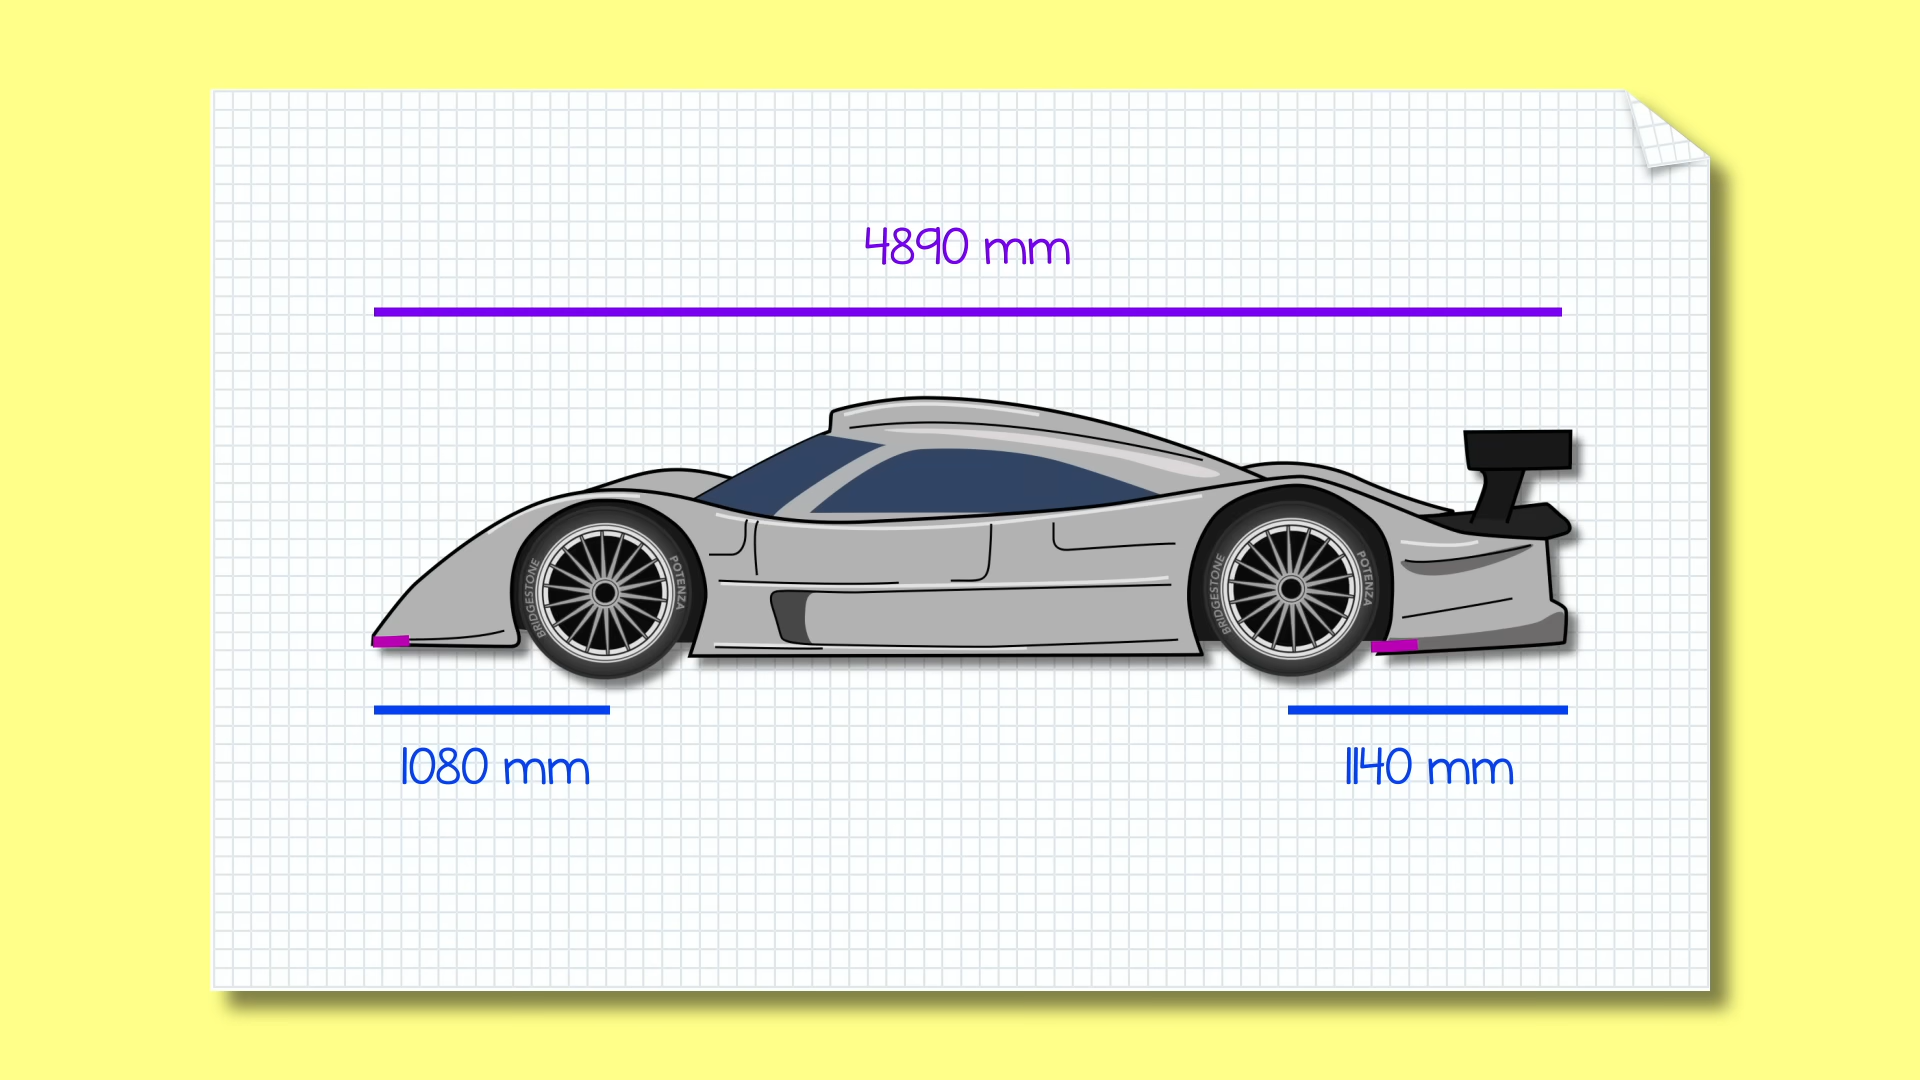 4890 mm
BRIDGESTONE POTENZA
BRIDGESTONE POTENZA
1080 mm
1140 mm